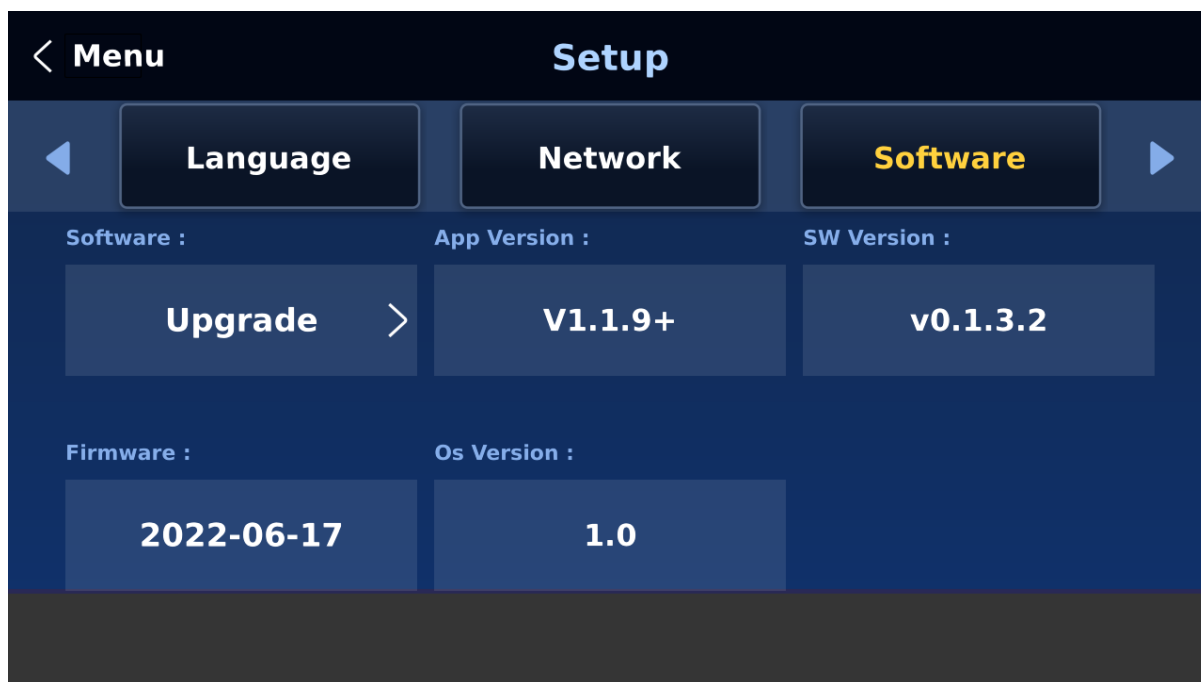 Menu
Setup
Language Network Software
Software : App Version : SW Version :
Upgrade V1.1.9+ v0.1.3.2
Firmware : Os Version :
2022-06-17 1.0